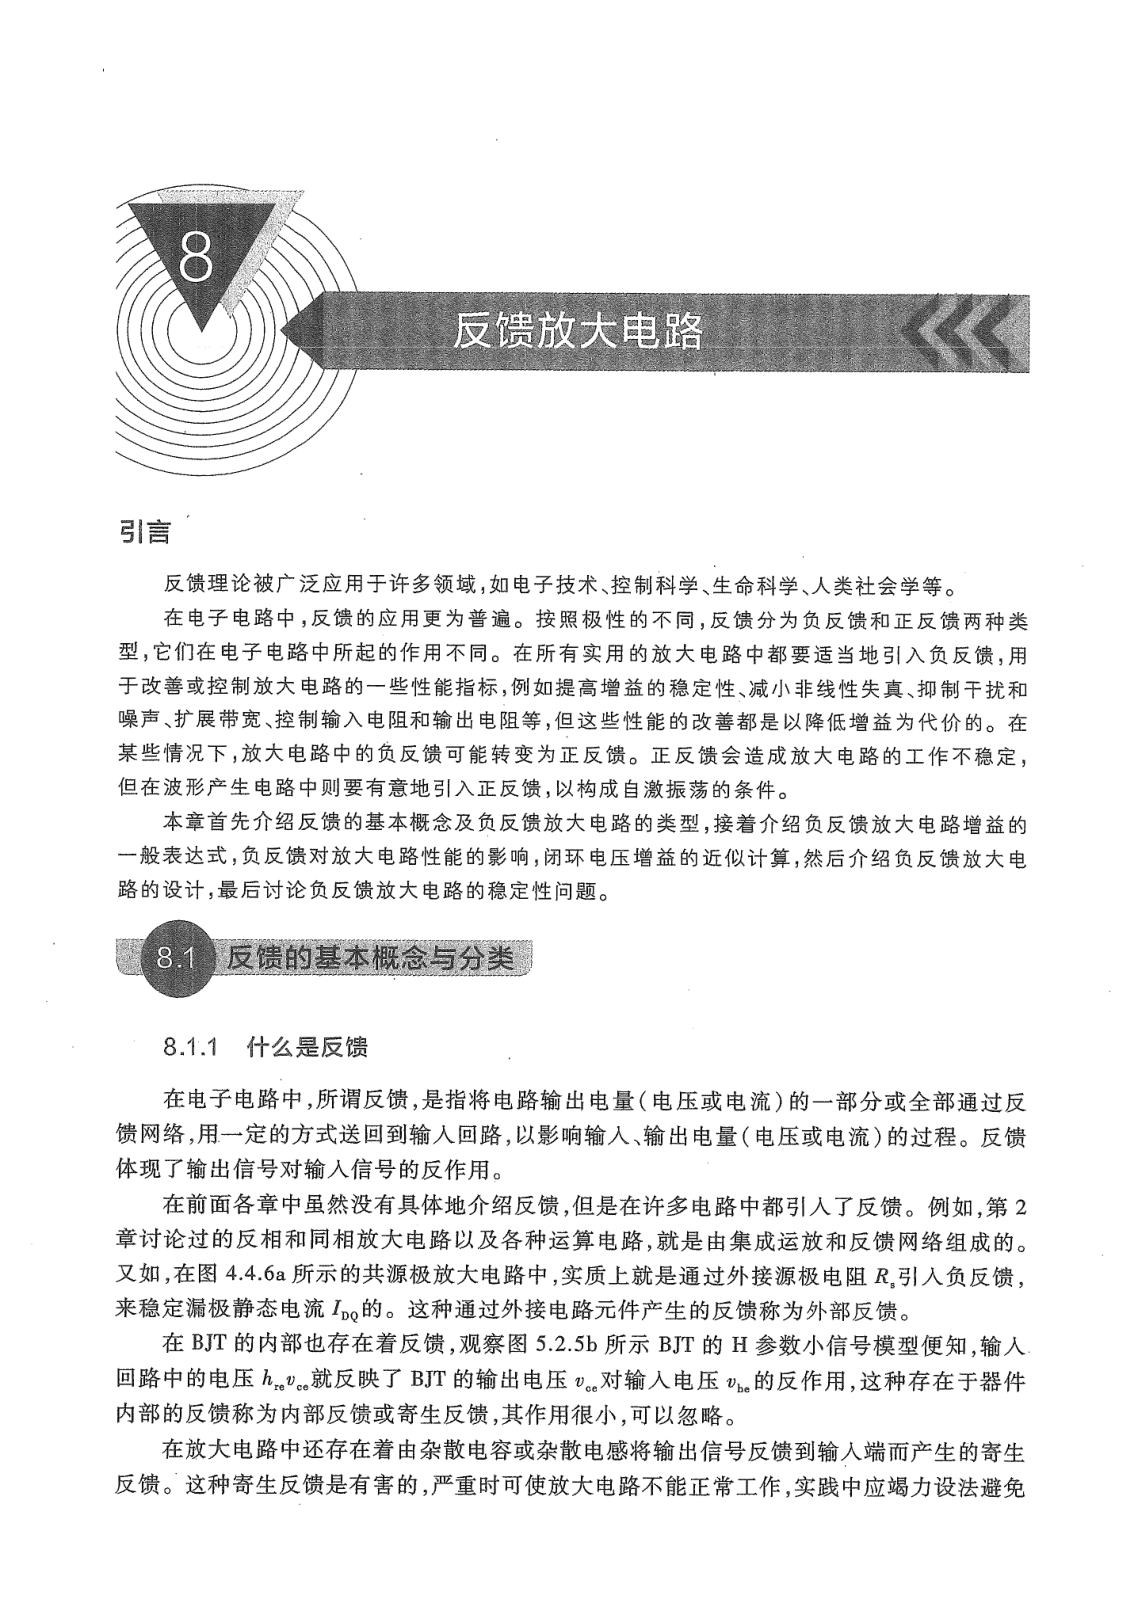 8
反馈放大电路
引言
反馈理论被广泛应用于许多领域,如电子技术、控制科学、生命科学、人类社会学等。
在电子电路中,反馈的应用更为普遍。按照极性的不同,反馈分为负反馈和正反馈两种类
型,它们在电子电路中所起的作用不同。在所有实用的放大电路中都要适当地引入负反馈,用
于改善或控制放大电路的一些性能指标,例如提高增益的稳定性、减小非线性失真、抑制干扰和
噪声、扩展带宽、控制输入电阻和输出电阻等,但这些性能的改善都是以降低增益为代价的。在
某些情况下,放大电路中的负反馈可能转变为正反馈。正反馈会造成放大电路的工作不稳定,
但在波形产生电路中则要有意地引入正反馈,以构成自激振荡的条件。
本章首先介绍反馈的基本概念及负反馈放大电路的类型,接着介绍负反馈放大电路增益的
一般表达式,负反馈对放大电路性能的影响,闭环电压增益的近似计算,然后介绍负反馈放大电
路的设计,最后讨论负反馈放大电路的稳定性问题。
8.1 反馈的基本概念与分类
8.1.1 什么是反馈
在电子电路中,所谓反馈,是指将电路输出电量(电压或电流)的一部分或全部通过反
馈网络,用一定的方式送回到输入回路,以影响输入、输出电量(电压或电流)的过程。反馈
体现了输出信号对输入信号的反作用。
在前面各章中虽然没有具体地介绍反馈,但是在许多电路中都引入了反馈。例如,第 2
章讨论过的反相和同相放大电路以及各种运算电路,就是由集成运放和反馈网络组成的。
又如,在图 4.4.6a 所示的共源极放大电路中,实质上就是通过外接源极电阻 Rs引入负反馈,
来稳定漏极静态电流 IDQ的。这种通过外接电路元件产生的反馈称为外部反馈。
在 BJT 的内部也存在着反馈,观察图 5.2.5b 所示 BJT 的 H 参数小信号模型便知,输入
回路中的电压 hrevce就反映了 BJT 的输出电压 vce对输入电压 vbe的反作用,这种存在于器件
内部的反馈称为内部反馈或寄生反馈,其作用很小,可以忽略。
在放大电路中还存在着由杂散电容或杂散电感将输出信号反馈到输入端而产生的寄生
反馈。这种寄生反馈是有害的,严重时可使放大电路不能正常工作,实践中应竭力设法避免